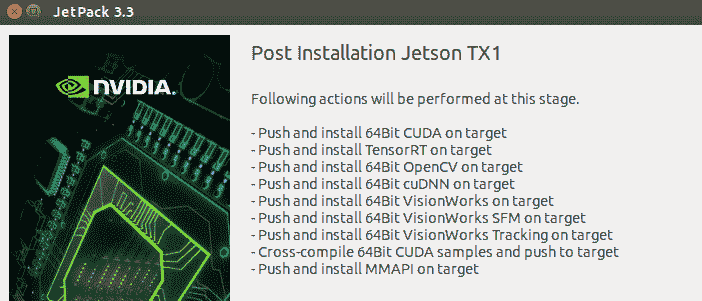 JetPack 3.3
NVIDIA.
Post Installation Jetson TX1
Following actions will be performed at this stage.
- Push and install 64Bit CUDA on target
- Push and install TensorRT on target
- Push and install 64Bit OpenCV on target
- Push and install 64Bit cuDNN on target
- Push and install 64Bit VisionWorks on target
- Push and install 64Bit VisionWorks SFM on target
- Push and install 64Bit VisionWorks Tracking on target
- Cross-compile 64Bit CUDA samples and push to target
- Push and install MMAPI on target